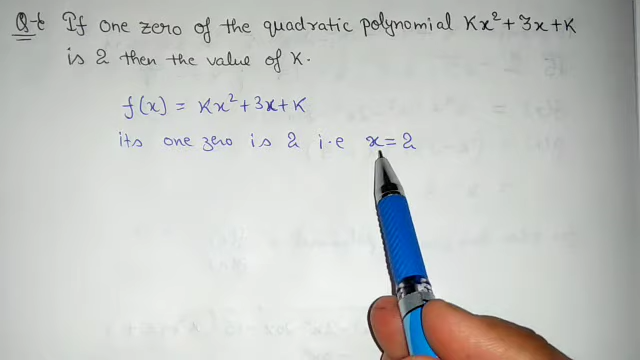 Q-6 If one zero of the quadratic polynomial Kx²+3x+K
is 2 then the value of K.
f(x) = Kx²+3x+K
its one zero is 2 i.e x=2